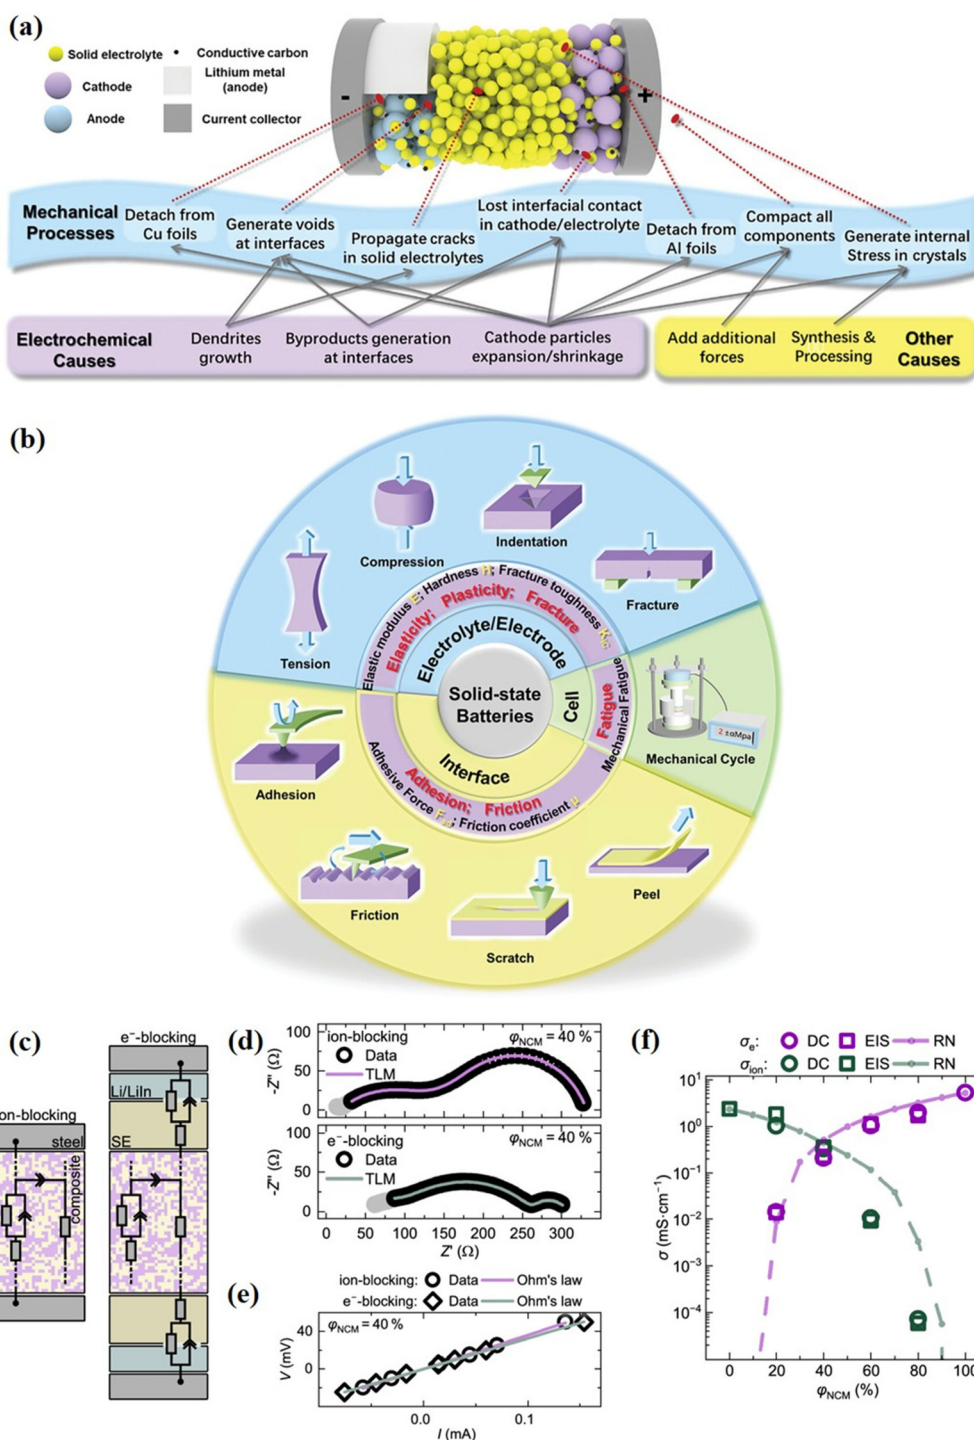 (a)
Solid electrolyte
Conductive carbon
Cathode
Lithium metal
(anode)
Anode
Current collector
-
+
Mechanical
Processes
Detach from
Cu foils
Generate voids
at interfaces
Propagate cracks
in solid electrolytes
Lost interfacial contact
in cathode/electrolyte
Detach from
Al foils
Compact all
components
Generate internal
Stress in crystals
Electrochemical
Causes
Dendrites
growth
Byproducts generation
at interfaces
Cathode particles
expansion/shrinkage
Add additional
forces
Synthesis &
Processing
Other
Causes
(b)
Indentation
Compression
Fracture
Tension
Elastic modulus E; Hardness H; Fracture toughness
Elasticity; Plasticity; Fracture
Electrolyte/Electrode
Solid-state
Batteries
Cell
Fatigue
Mechanical Fatigue
2 ±αMpa
Mechanical Cycle
Interface
Adhesion; Friction
Adhesive Force
; Friction coefficient μ
Adhesion
Friction
Scratch
Peel
(c)
e⁻-blocking
Li/LiIn
on-blocking
steel
SE
composite
(d)
ion-blocking
φNCM = 40 %
Data
TLM
-Z'' (Ω)
100
50
0
e⁻-blocking
φNCM = 40 %
Data
TLM
-Z'' (Ω)
100
50
0
0 50 100 150 200 250 300
Z' (Ω)
(e)
ion-blocking: Data Ohm's law
e⁻-blocking: Data Ohm's law
φNCM = 40 %
V (mV)
40
0
0.0 0.1
I (mA)
(f)
σe: DC EIS RN
σion: DC EIS RN
σ (mS·cm⁻¹)
10¹
10⁰
10⁻¹
10⁻²
10⁻³
10⁻⁴
0 20 40 60 80 100
φNCM (%)